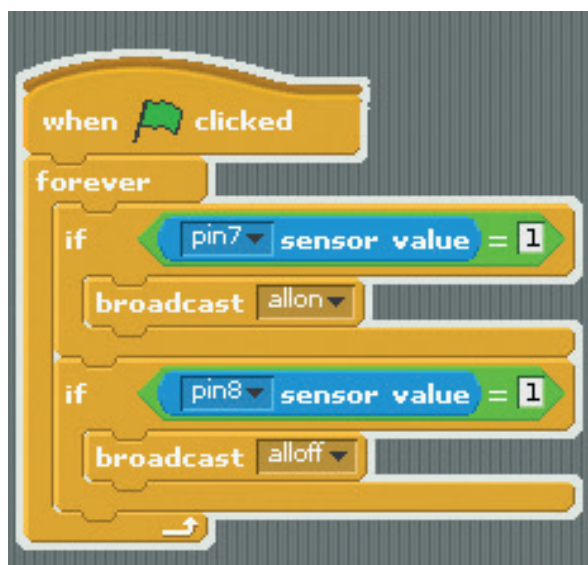 when clicked
forever
if pin7 sensor value = 1
broadcast allon
if pin8 sensor value = 1
broadcast alloff